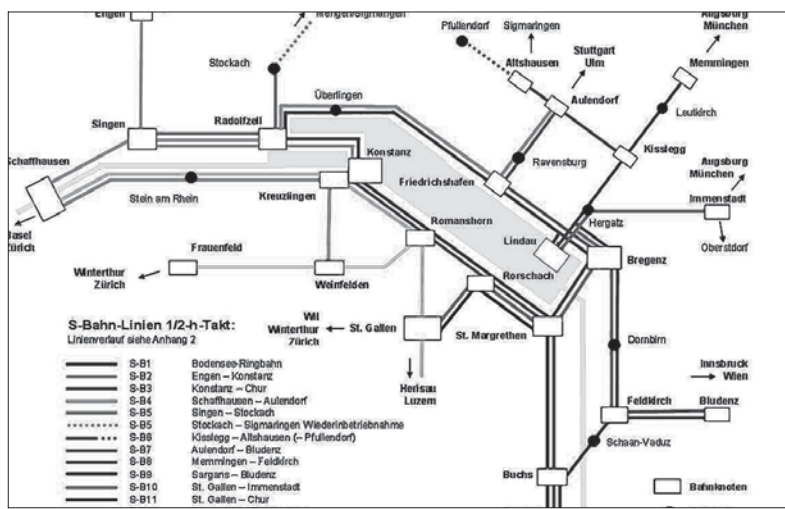 Engen
Mengen/Sigmaringen
Pfullendorf
Sigmaringen
Augsburg
München
Stockach
Altshausen
Stuttgart
Ulm
Memmingen
Überlingen
Aulendorf
Leutkirch
Singen
Radolfzell
Konstanz
Kisslegg
Schaffhausen
Ravensburg
Augsburg
München
Friedrichshafen
Stein am Rhein
Kreuzlingen
Immenstadt
Romanshorn
Hergatz
Basel
Zürich
Lindau
Oberstdorf
Frauenfeld
Rorschach
Bregenz
Winterthur
Zürich
Weinfelden
S-Bahn-Linien 1/2-h-Takt:
Linienverlauf siehe Anhang 2
Wil
Winterthur
Zürich
St. Gallen
St. Margrethen
Dornbirn
S-B1 Bodensee-Ringbahn
S-B2 Engen – Konstanz
S-B3 Konstanz – Chur
S-B4 Schaffhausen – Aulendorf
S-B5 Singen – Stockach
S-B5 Stockach – Sigmaringen Wiederinbetriebnahme
S-B6 Kisslegg – Altshausen (– Pfullendorf)
S-B7 Aulendorf – Bludenz
S-B8 Memmingen – Feldkirch
S-B9 Sargans – Bludenz
S-B10 St. Gallen – Immenstadt
S-B11 St. Gallen – Chur
Herisau
Luzern
Innsbruck
Wien
Feldkirch
Bludenz
Schaan-Vaduz
Buchs
Bahnknoten